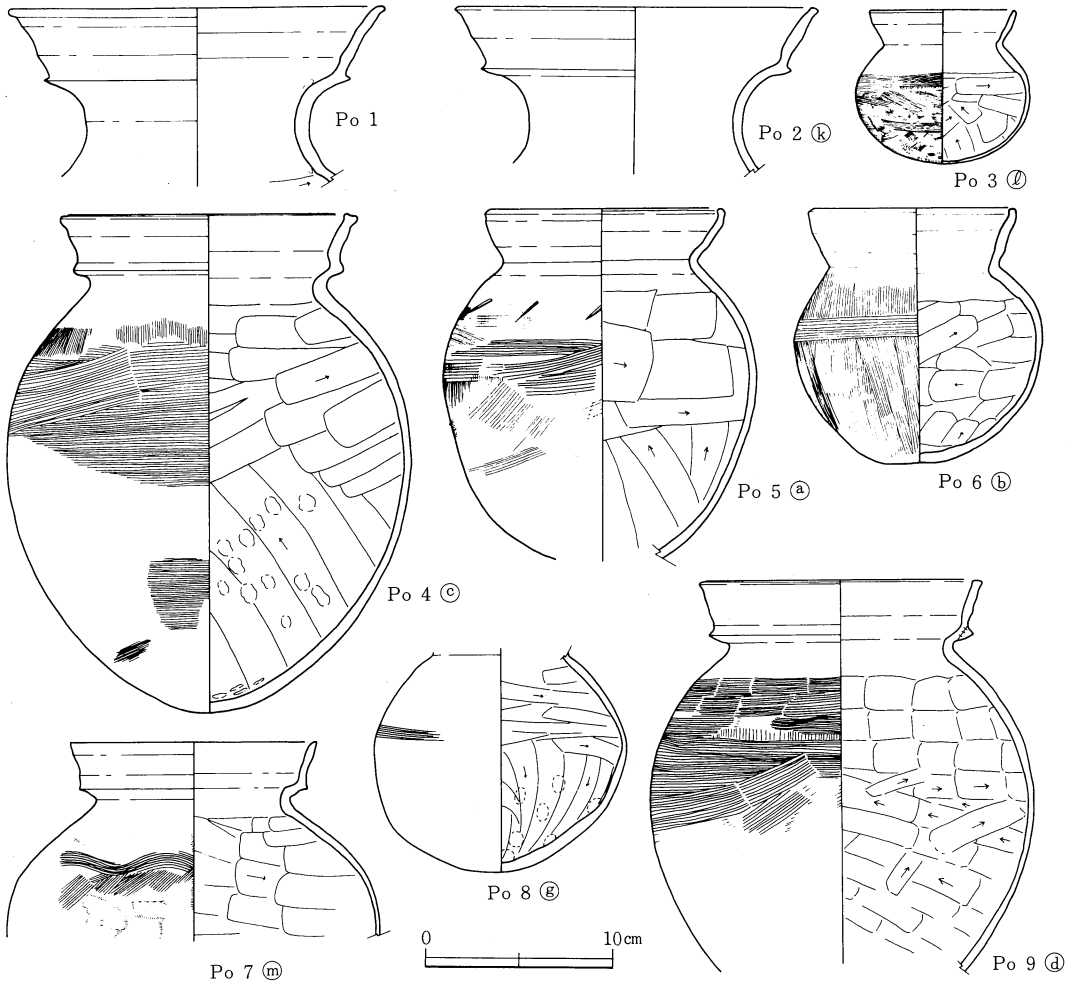 Po 1
Po 2 ⓚ
Po 3 ⓛ
Po 4 ⓒ
Po 5 ⓐ
Po 6 ⓑ
Po 7 ⓜ
Po 8 ⓖ
Po 9 ⓓ
0 10cm